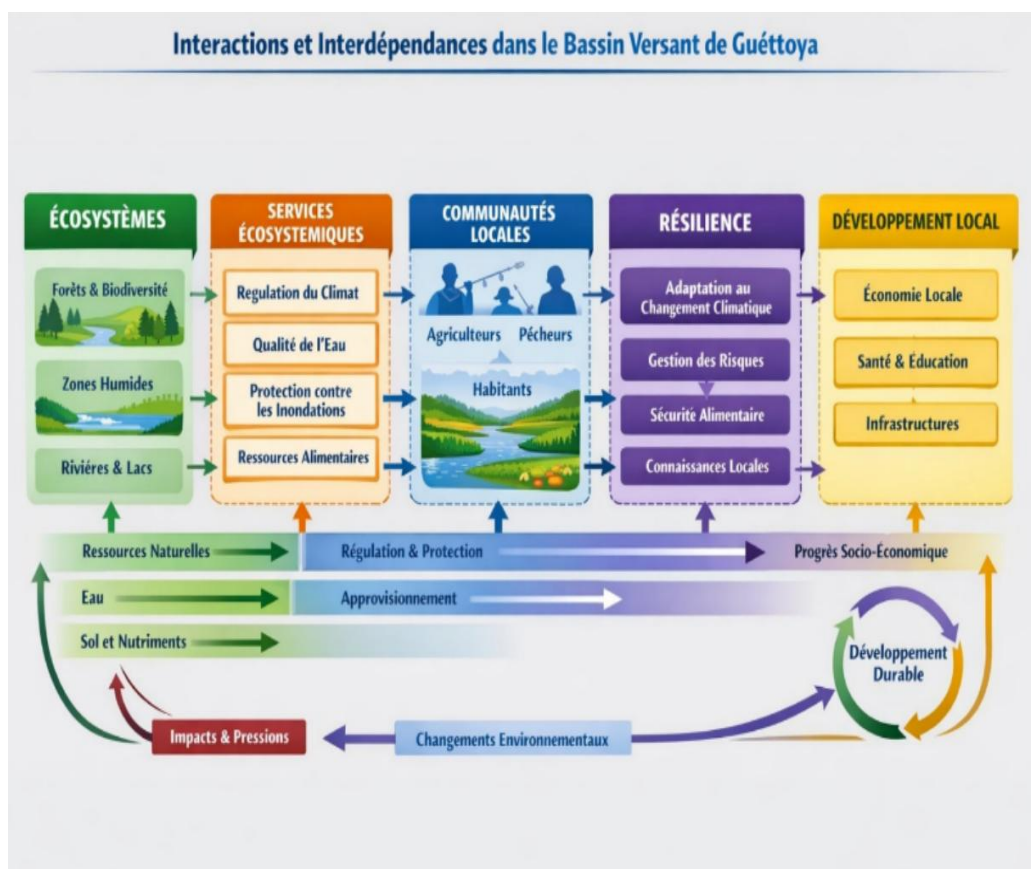 Interactions et Interdépendances dans le Bassin Versant de Guéttoya
ÉCOSYSTÈMES
Forêts & Biodiversité
Zones Humides
Riviéres & Lacs
SERVICES
ÉCOSYSTEMIQUES
Regulation du Climat
Qualité de l'Eau
Protection contre
les Inondations
Ressources Alimentaires
COMMUNAUTÉS
LOCALES
Agriculteurs Pécheurs
Habitants
RÉSILIENCE
Adaptation au
Changement Climatique
Gestion des Risques
Sécurité Alimentaire
Connaissances Locales
DÉVELOPPEMENT LOCAL
Économie Locale
Santé & Éducation
Infrastructures
Ressources Naturelles
Régulation & Protection
Progrès Socio-Économique
Eau
Approvisionnement
Sol et Nutriments
Développement
Durable
Impacts & Pressions
Changements Environnementaux